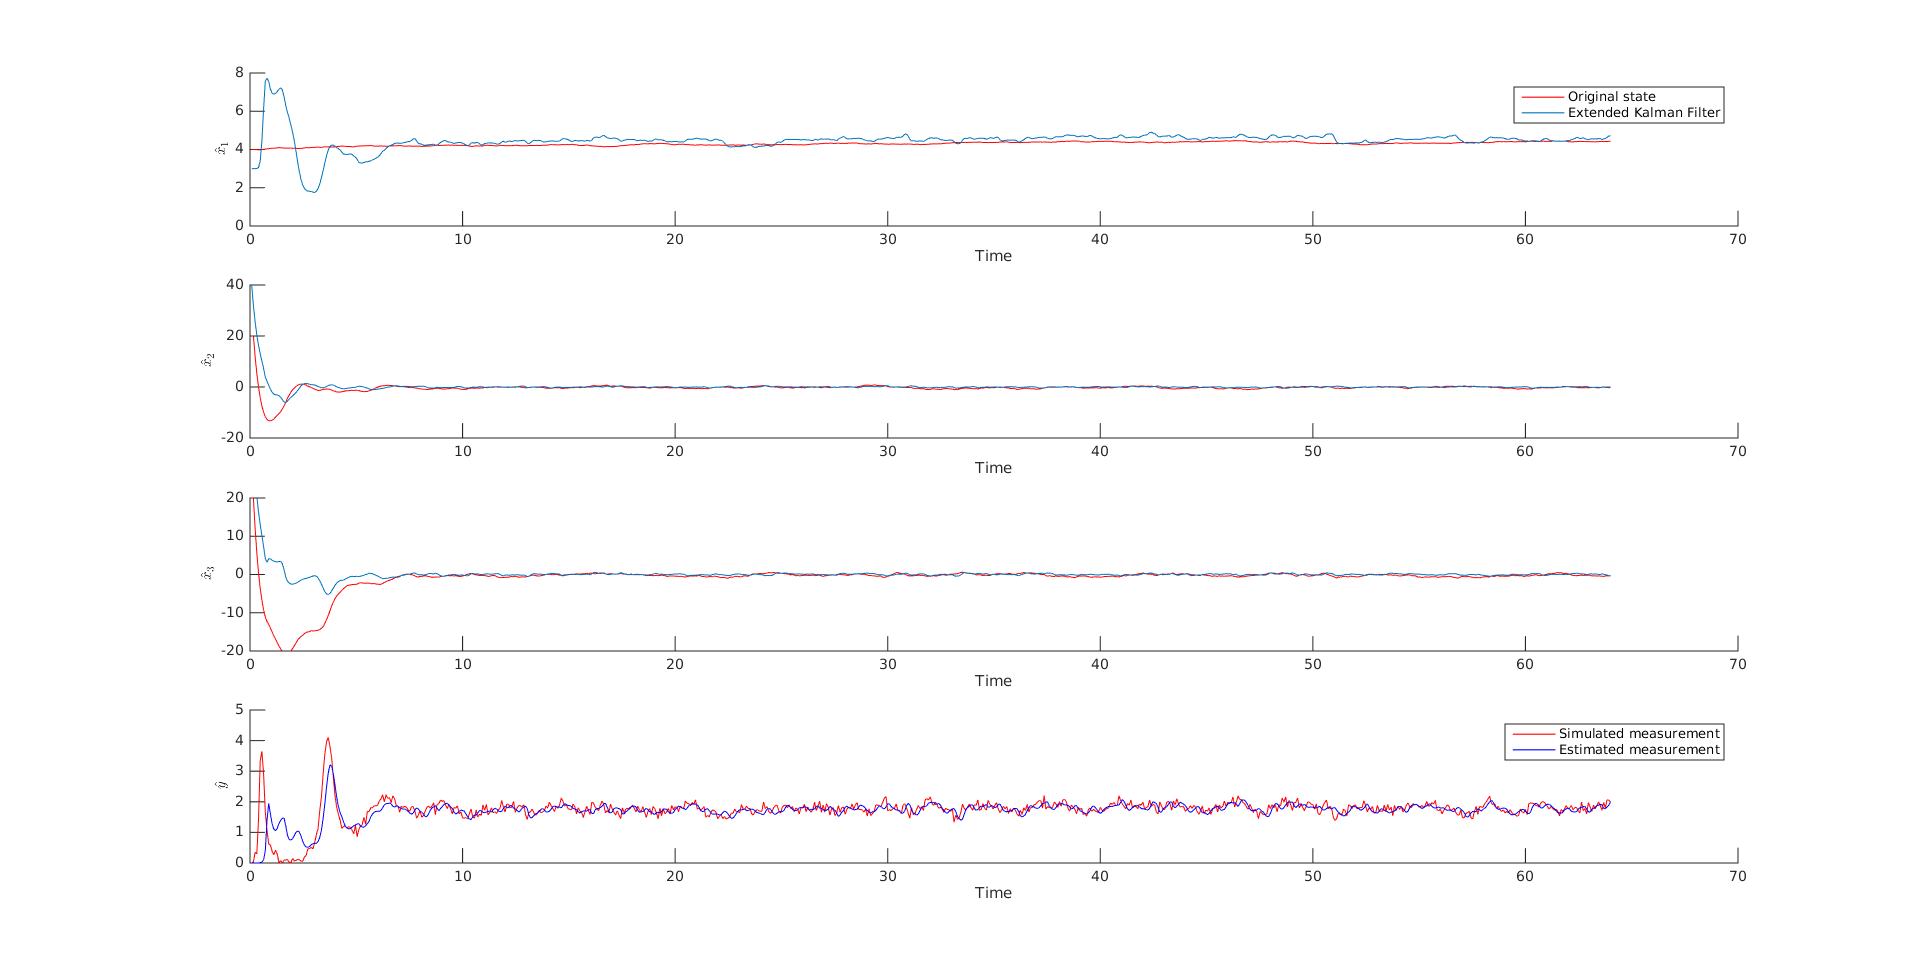 8
6
4
2
0
x̂₁
Original state
Extended Kalman Filter
0 10 20 30 40 50 60 70
Time
40
20
0
-20
x̂₂
0 10 20 30 40 50 60 70
Time
20
10
0
-10
-20
x̂₃
0 10 20 30 40 50 60 70
Time
5
4
3
2
1
0
ŷ
Simulated measurement
Estimated measurement
0 10 20 30 40 50 60 70
Time